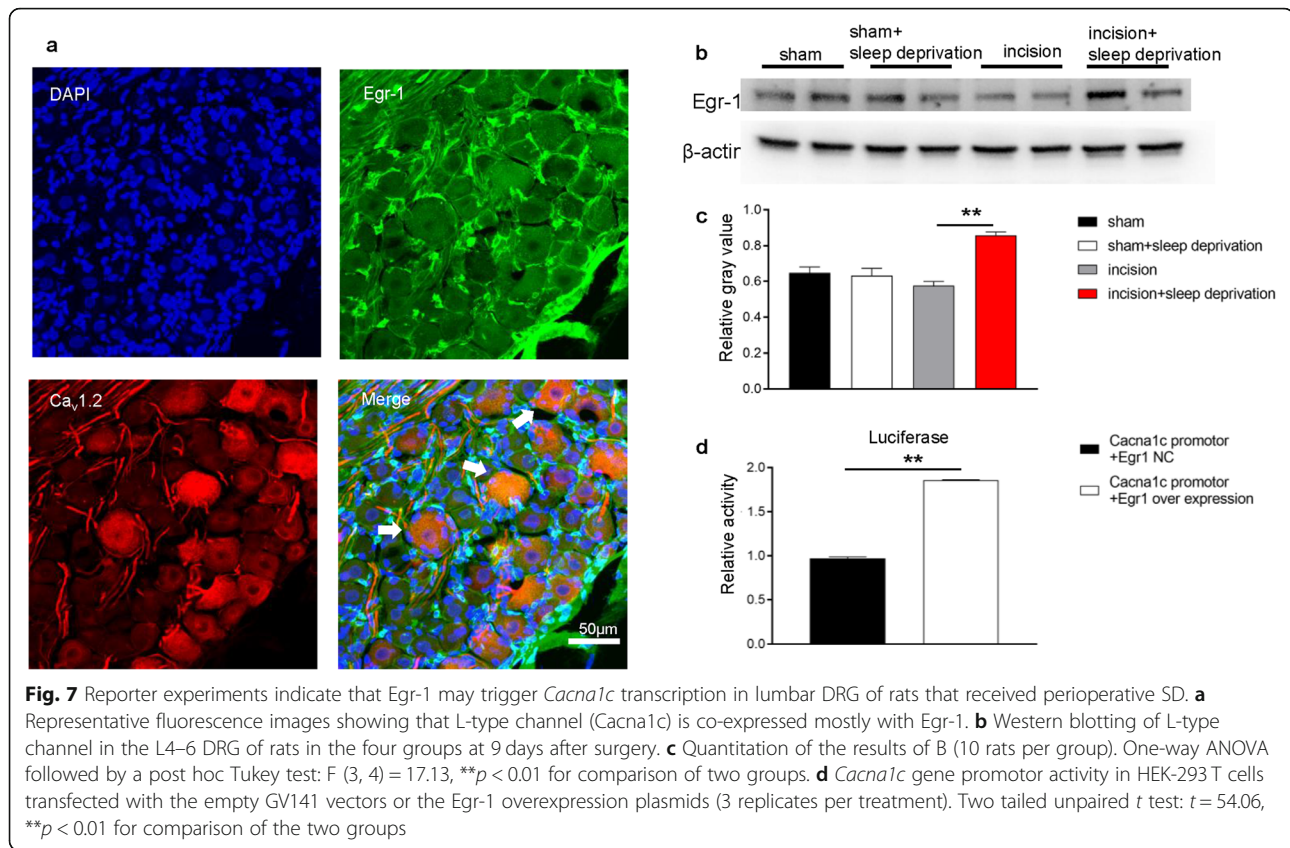 a
DAPI
Egr-1
Cav1.2
Merge
50µm
b
sham
sham+
sleep deprivation
incision
incision+
sleep deprivation
Egr-1
β-actin
c
Relative gray value
1.0
0.8
0.6
0.4
0.2
0.0
**
sham
sham+sleep deprivation
incision
incision+sleep deprivation
d
Luciferase
Relative activity
2.0
1.5
1.0
0.5
0.0
**
Cacna1c promotor
+Egr1 NC
Cacna1c promotor
+Egr1 over expression
Fig. 7 Reporter experiments indicate that Egr-1 may trigger Cacna1c transcription in lumbar DRG of rats that received perioperative SD. a
Representative fluorescence images showing that L-type channel (Cacna1c) is co-expressed mostly with Egr-1. b Western blotting of L-type
channel in the L4–6 DRG of rats in the four groups at 9 days after surgery. c Quantitation of the results of B (10 rats per group). One-way ANOVA
followed by a post hoc Tukey test: F (3, 4) = 17.13, **p < 0.01 for comparison of two groups. d Cacna1c gene promotor activity in HEK-293 T cells
transfected with the empty GV141 vectors or the Egr-1 overexpression plasmids (3 replicates per treatment). Two tailed unpaired t test: t = 54.06,
**p < 0.01 for comparison of the two groups